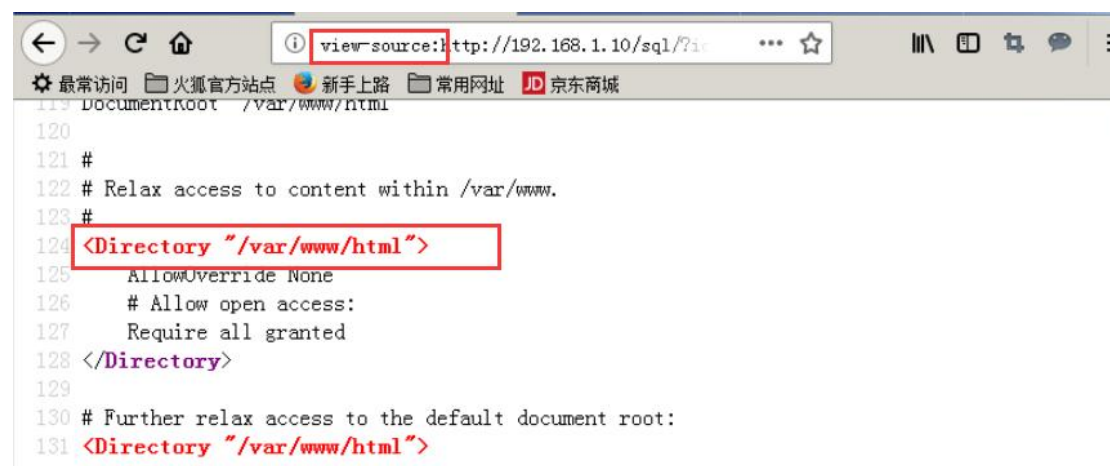 view-source:http://192.168.1.10/sql/?i
最常访问 火狐官方站点 新手上路 常用网址 JD 京东商城
119 DocumentRoot "/var/www/html"
120
121 #
122 # Relax access to content within /var/www.
123 #
124 <Directory "/var/www/html">
125 AllowOverride None
126 # Allow open access:
127 Require all granted
128 </Directory>
129
130 # Further relax access to the default document root:
131 <Directory "/var/www/html">